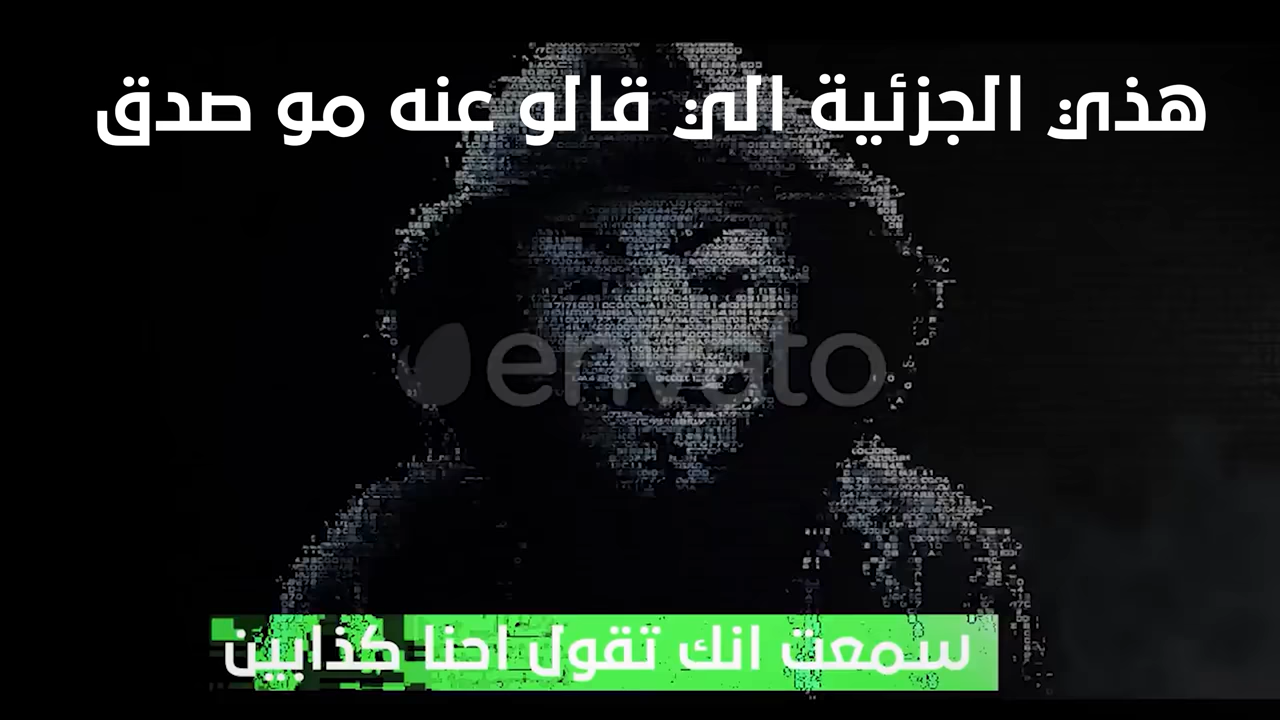 هذي الجزئية الي قالو عنه مو صدق
envato
سمعت انك تقول احنا كذابين